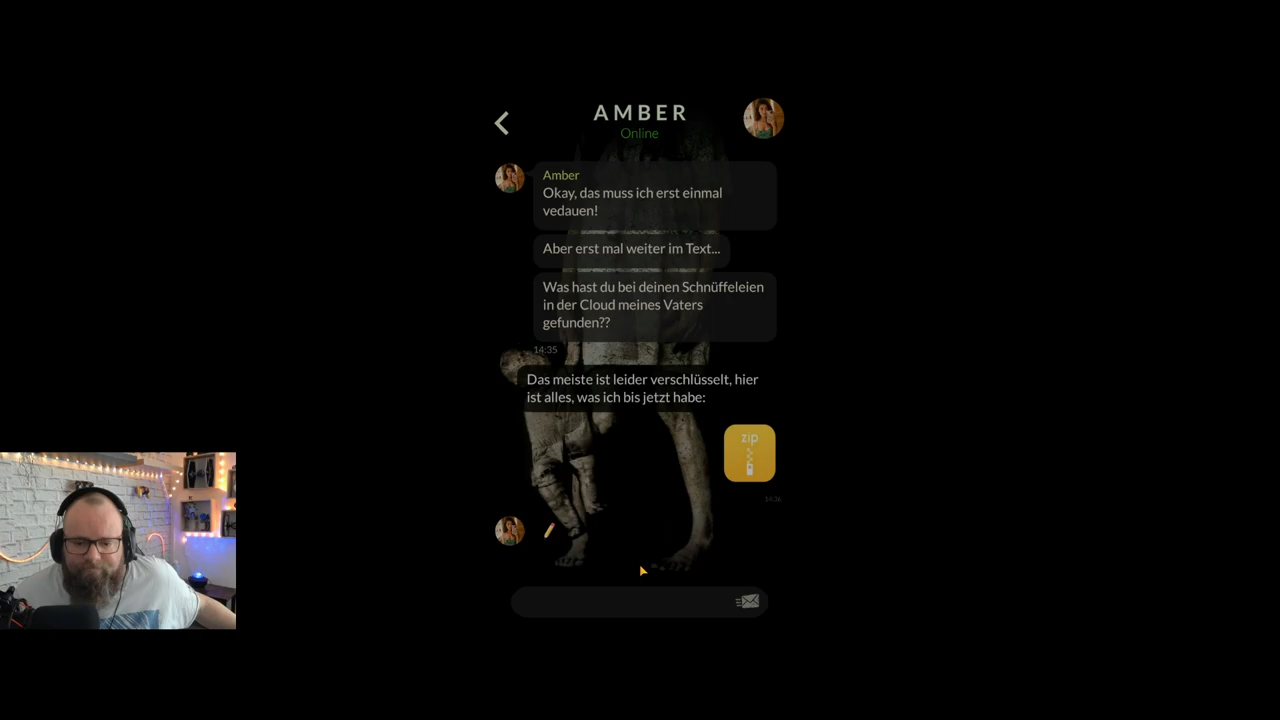 AMBER
Online
Amber
Okay, das muss ich erst einmal
vedauen!
Aber erst mal weiter im Text...
Was hast du bei deinen Schnüffeleien
in der Cloud meines Vaters
gefunden??
14:35
Das meiste ist leider verschlüsselt, hier
ist alles, was ich bis jetzt habe:
zip
14:36